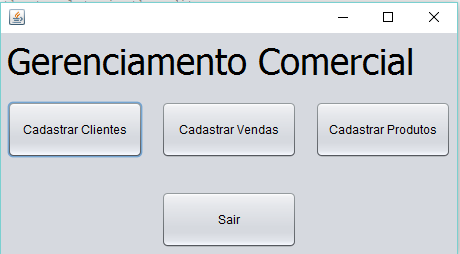 Gerenciamento Comercial
Cadastrar Clientes
Cadastrar Vendas
Cadastrar Produtos
Sair